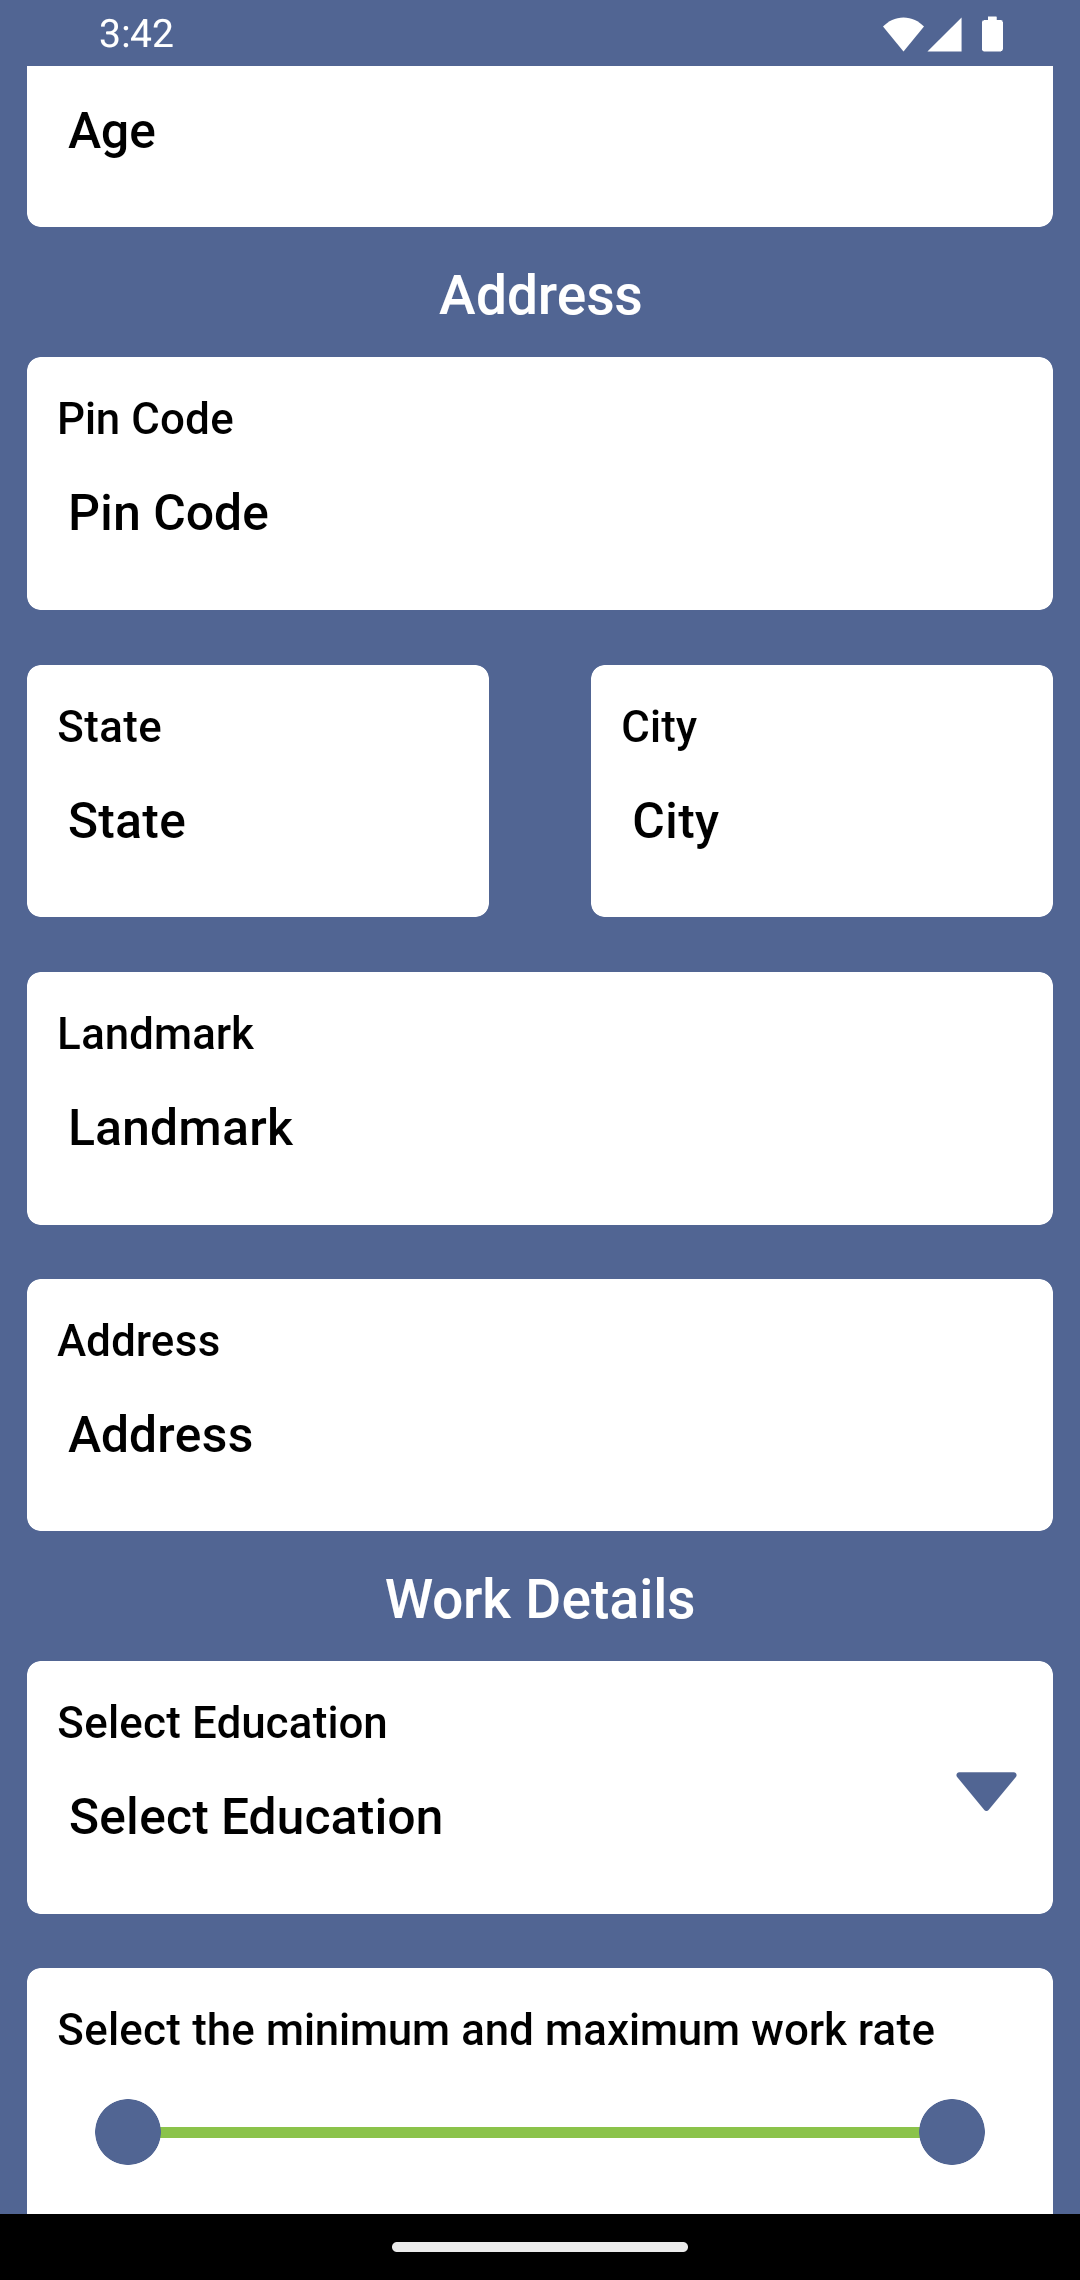 3:42
Age
Address
Pin Code
Pin Code
State
State
City
City
Landmark
Landmark
Address
Address
Work Details
Select Education
Select Education
Select the minimum and maximum work rate